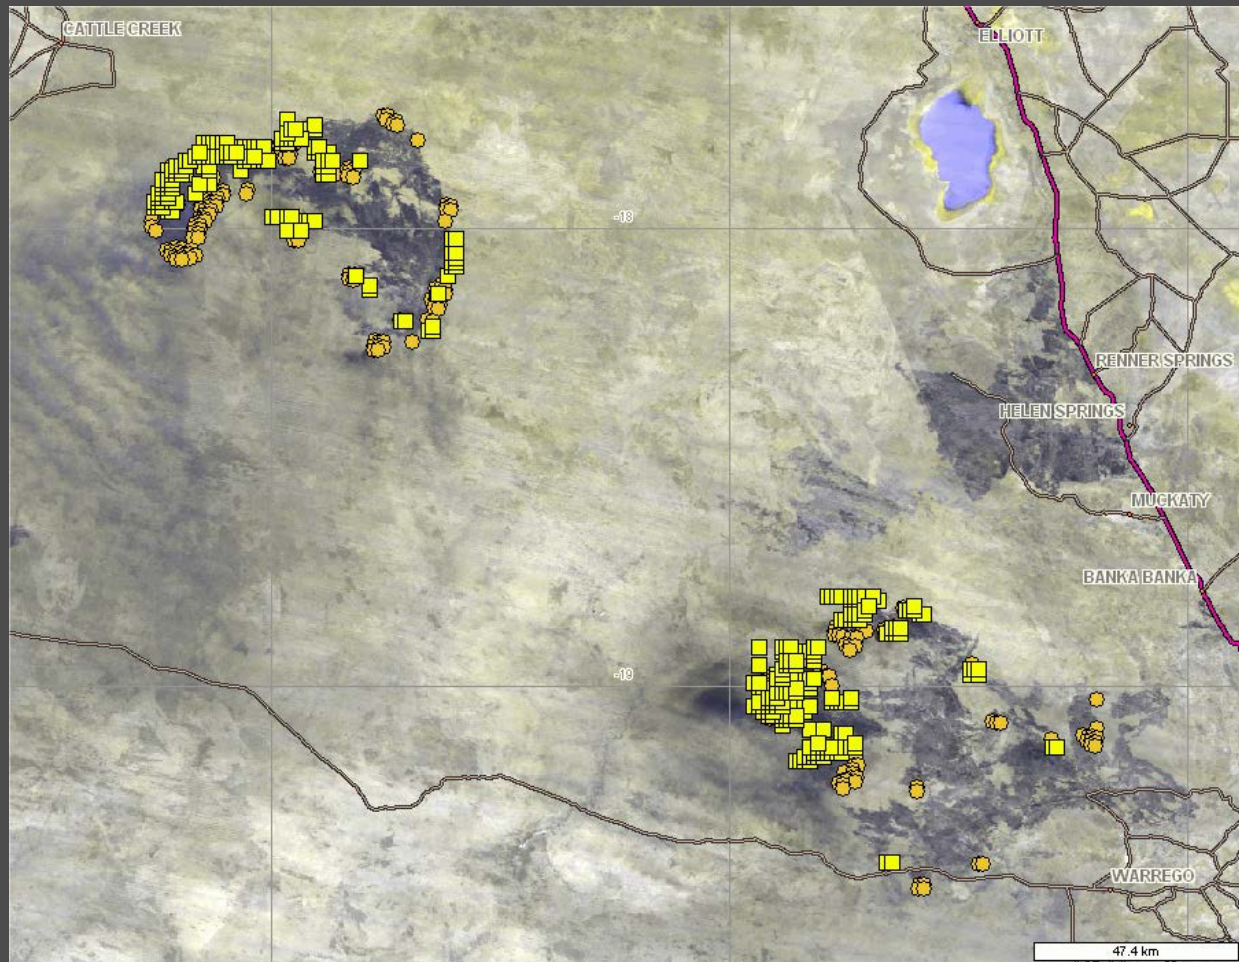 CATTLE CREEK
ELLIOTT
-18
RENNER SPRINGS
HELEN SPRINGS
MUCKATY
BANKA BANKA
-19
WARREGO
47.4 km